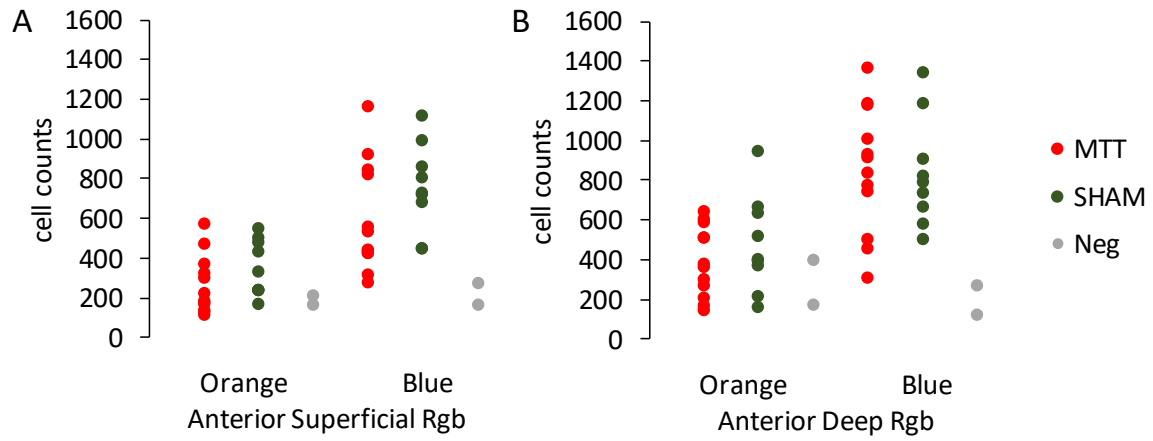 A
cell counts
1600
1400
1200
1000
800
600
400
200
0
Orange Blue
Anterior Superficial Rgb
B
cell counts
1600
1400
1200
1000
800
600
400
200
0
Orange Blue
Anterior Deep Rgb
MTT
SHAM
Neg